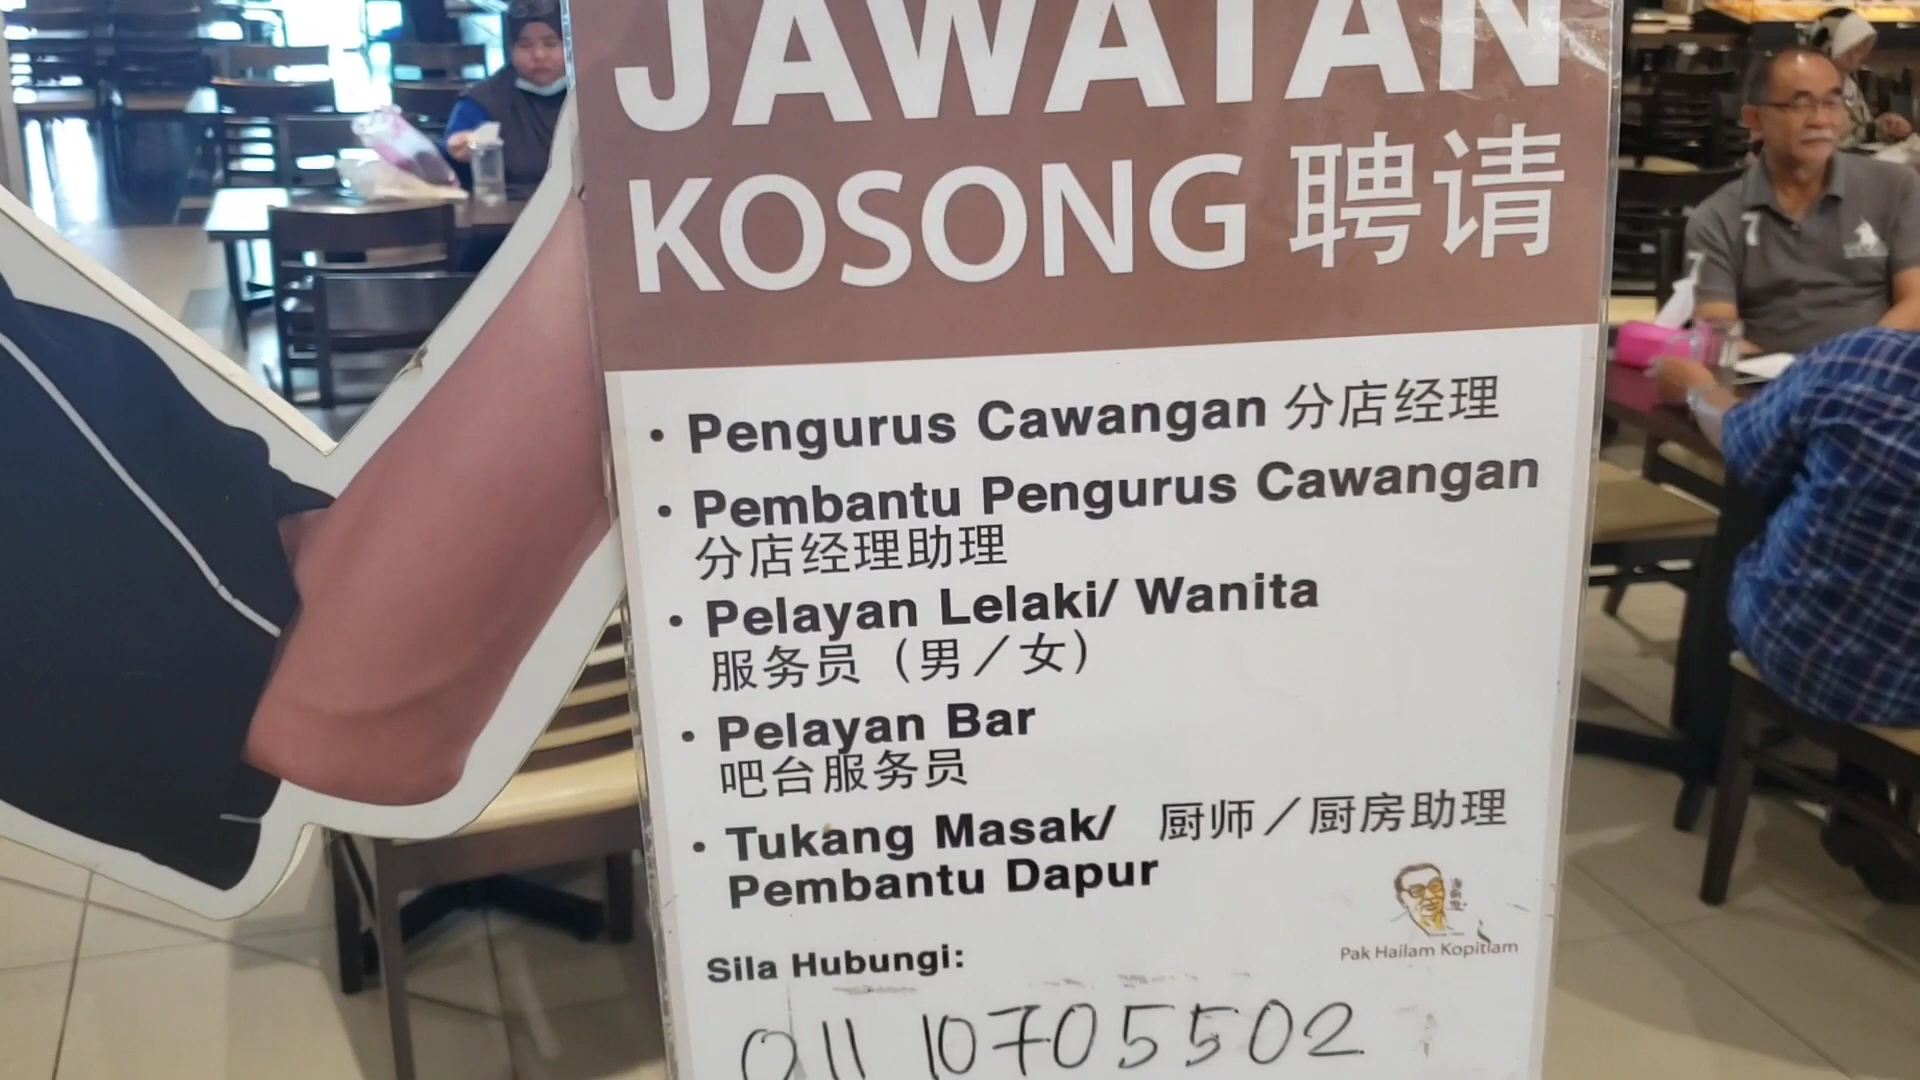 JAWATAN
KOSONG 聘请
• Pengurus Cawangan 分店经理
• Pembantu Pengurus Cawangan
分店经理助理
• Pelayan Lelaki/ Wanita
服务员（男／女）
• Pelayan Bar
吧台服务员
• Tukang Masak/ 厨师／厨房助理
Pembantu Dapur
Pak Hailam Kopitiam
Sila Hubungi:
011 10705502
7